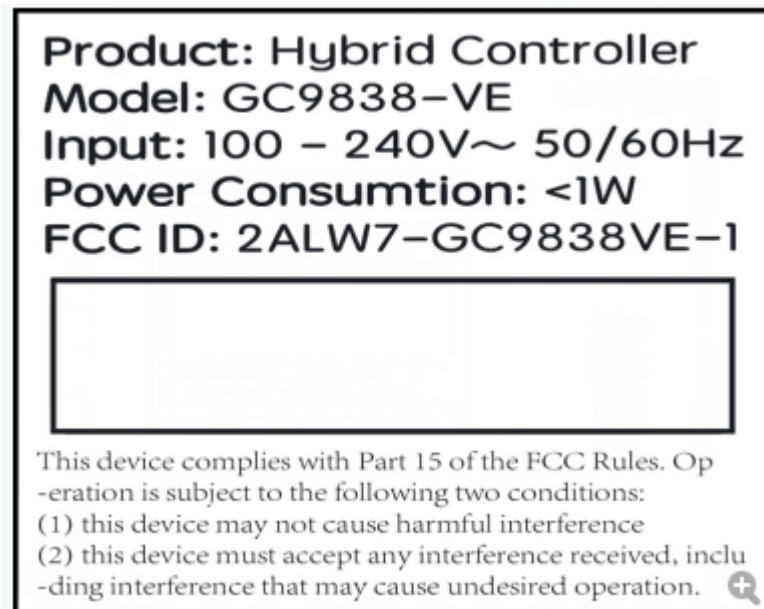 Product: Hybrid Controller
Model: GC9838-VE
Input: 100 - 240V~ 50/60Hz
Power Consumtion: <1W
FCC ID: 2ALW7-GC9838VE-1
This device complies with Part 15 of the FCC Rules. Op
-eration is subject to the following two conditions:
(1) this device may not cause harmful interference
(2) this device must accept any interference received, inclu
-ding interference that may cause undesired operation.